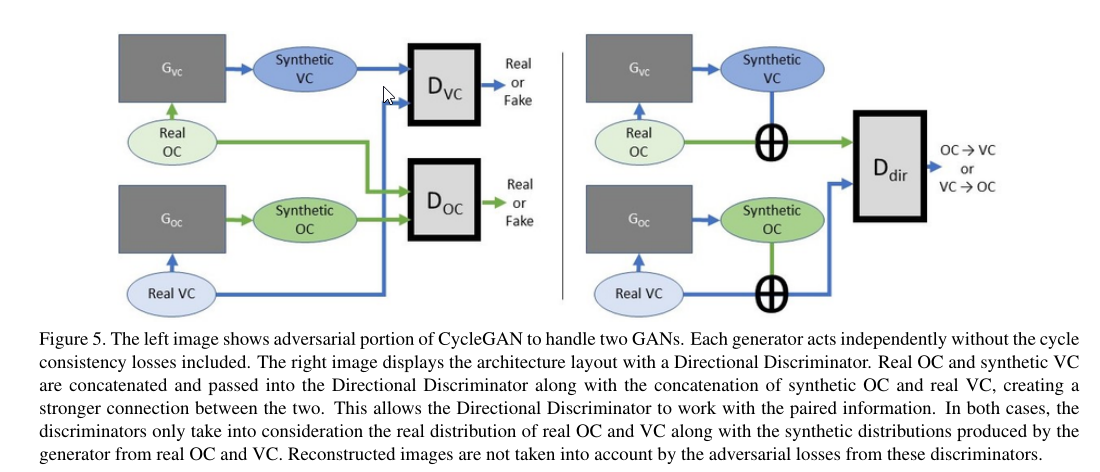 G_VC
Synthetic
VC
D_VC
Real
or
Fake
Real
OC
G_OC
Synthetic
OC
D_OC
Real
or
Fake
Real VC
G_VC
Synthetic
VC
Real
OC
D_dir
OC → VC
or
VC → OC
G_OC
Synthetic
OC
Real VC
Figure 5. The left image shows adversarial portion of CycleGAN to handle two GANs. Each generator acts independently without the cycle
consistency losses included. The right image displays the architecture layout with a Directional Discriminator. Real OC and synthetic VC
are concatenated and passed into the Directional Discriminator along with the concatenation of synthetic OC and real VC, creating a
stronger connection between the two. This allows the Directional Discriminator to work with the paired information. In both cases, the
discriminators only take into consideration the real distribution of real OC and VC along with the synthetic distributions produced by the
generator from real OC and VC. Reconstructed images are not taken into account by the adversarial losses from these discriminators.